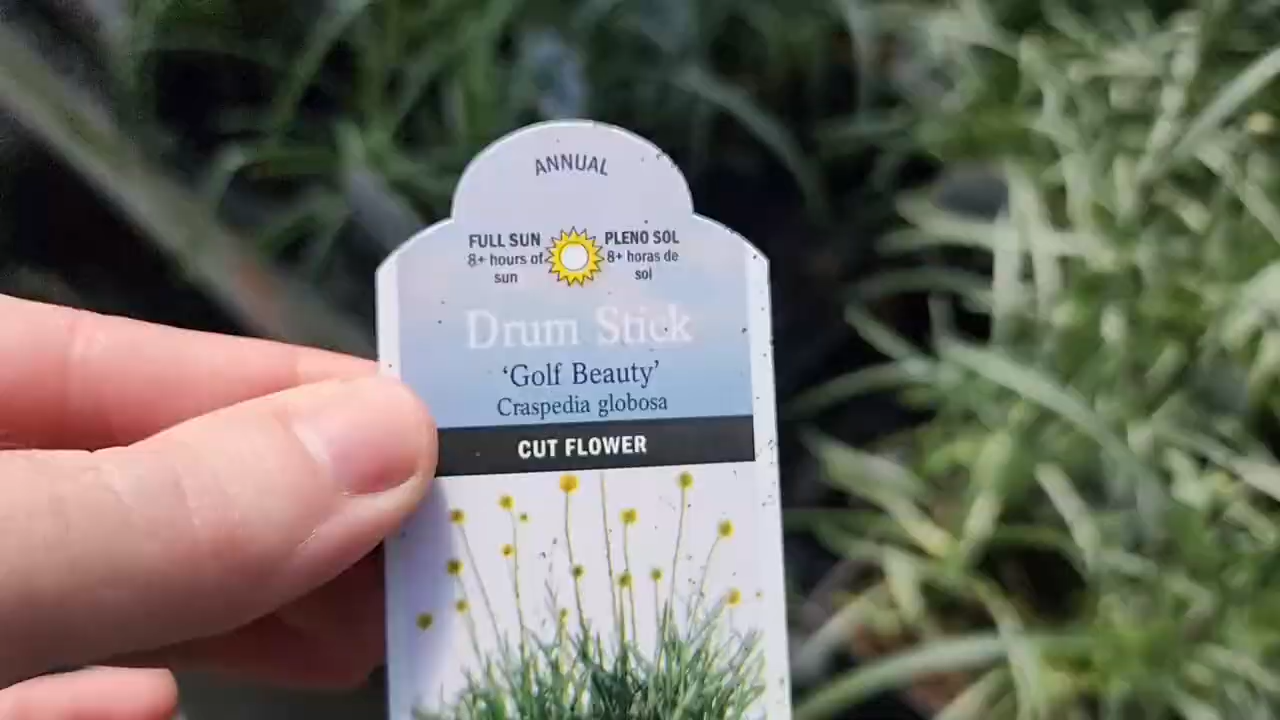 ANNUAL
FULL SUN
8+ hours of
sun
PLENO SOL
8+ horas de
sol
Drum Stick
‘Golf Beauty’
Craspedia globosa
CUT FLOWER